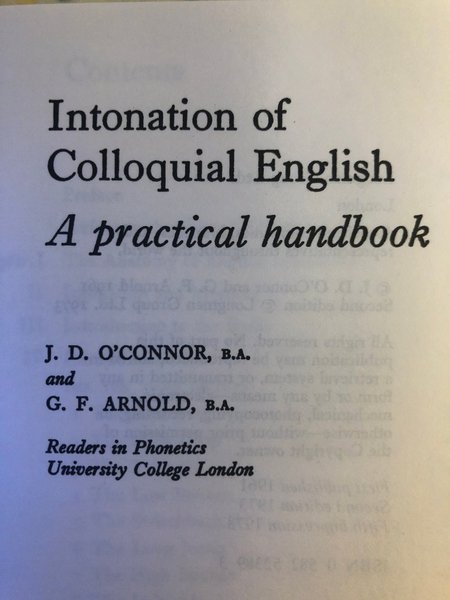 Intonation of
Colloquial English
A practical handbook
J. D. O'CONNOR, B.A.
and
G. F. ARNOLD, B.A.
Readers in Phonetics
University College London